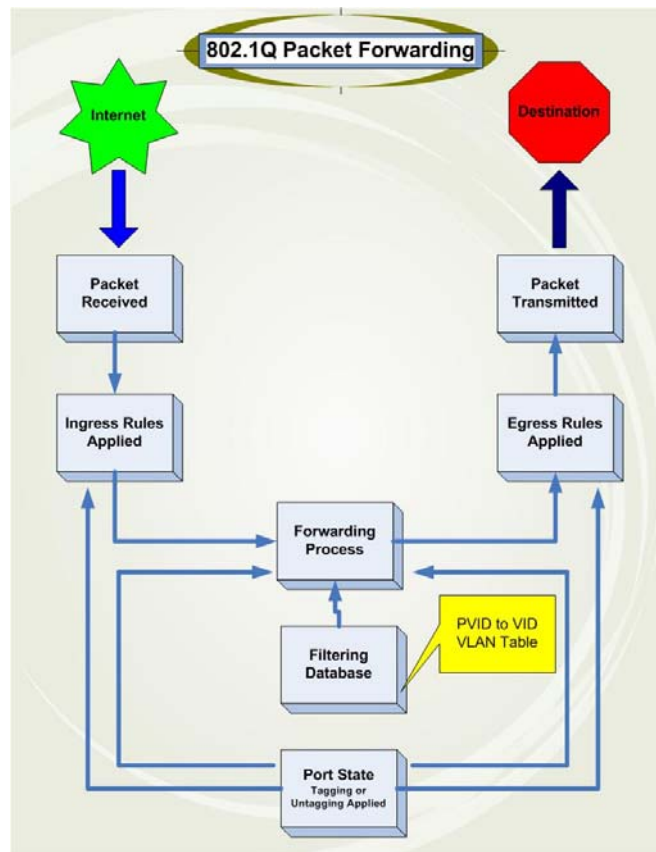 802.1Q Packet Forwarding
Internet
Destination
Packet
Received
Packet
Transmitted
Ingress Rules
Applied
Egress Rules
Applied
Forwarding
Process
PVID to VID
VLAN Table
Filtering
Database
Port State
Tagging or
Untagging Applied